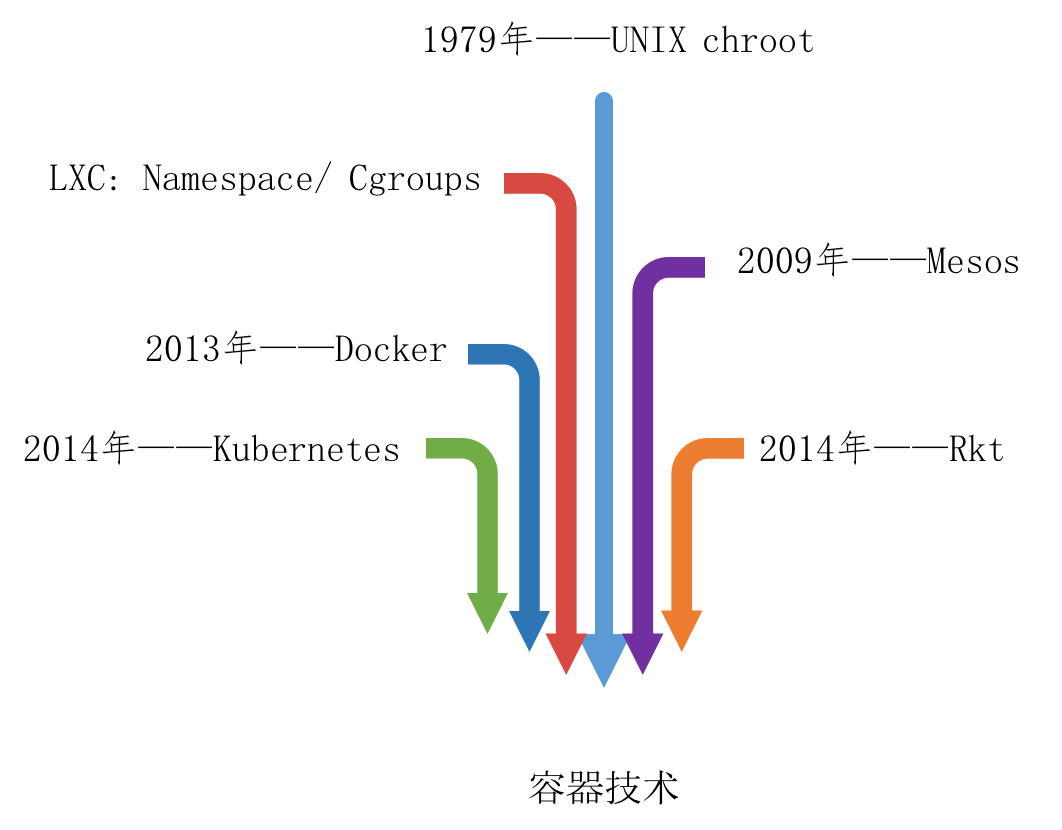 1979年——UNIX chroot
LXC: Namespace/ Cgroups
2009年——Mesos
2013年——Docker
2014年——Kubernetes
2014年——Rkt
容器技术